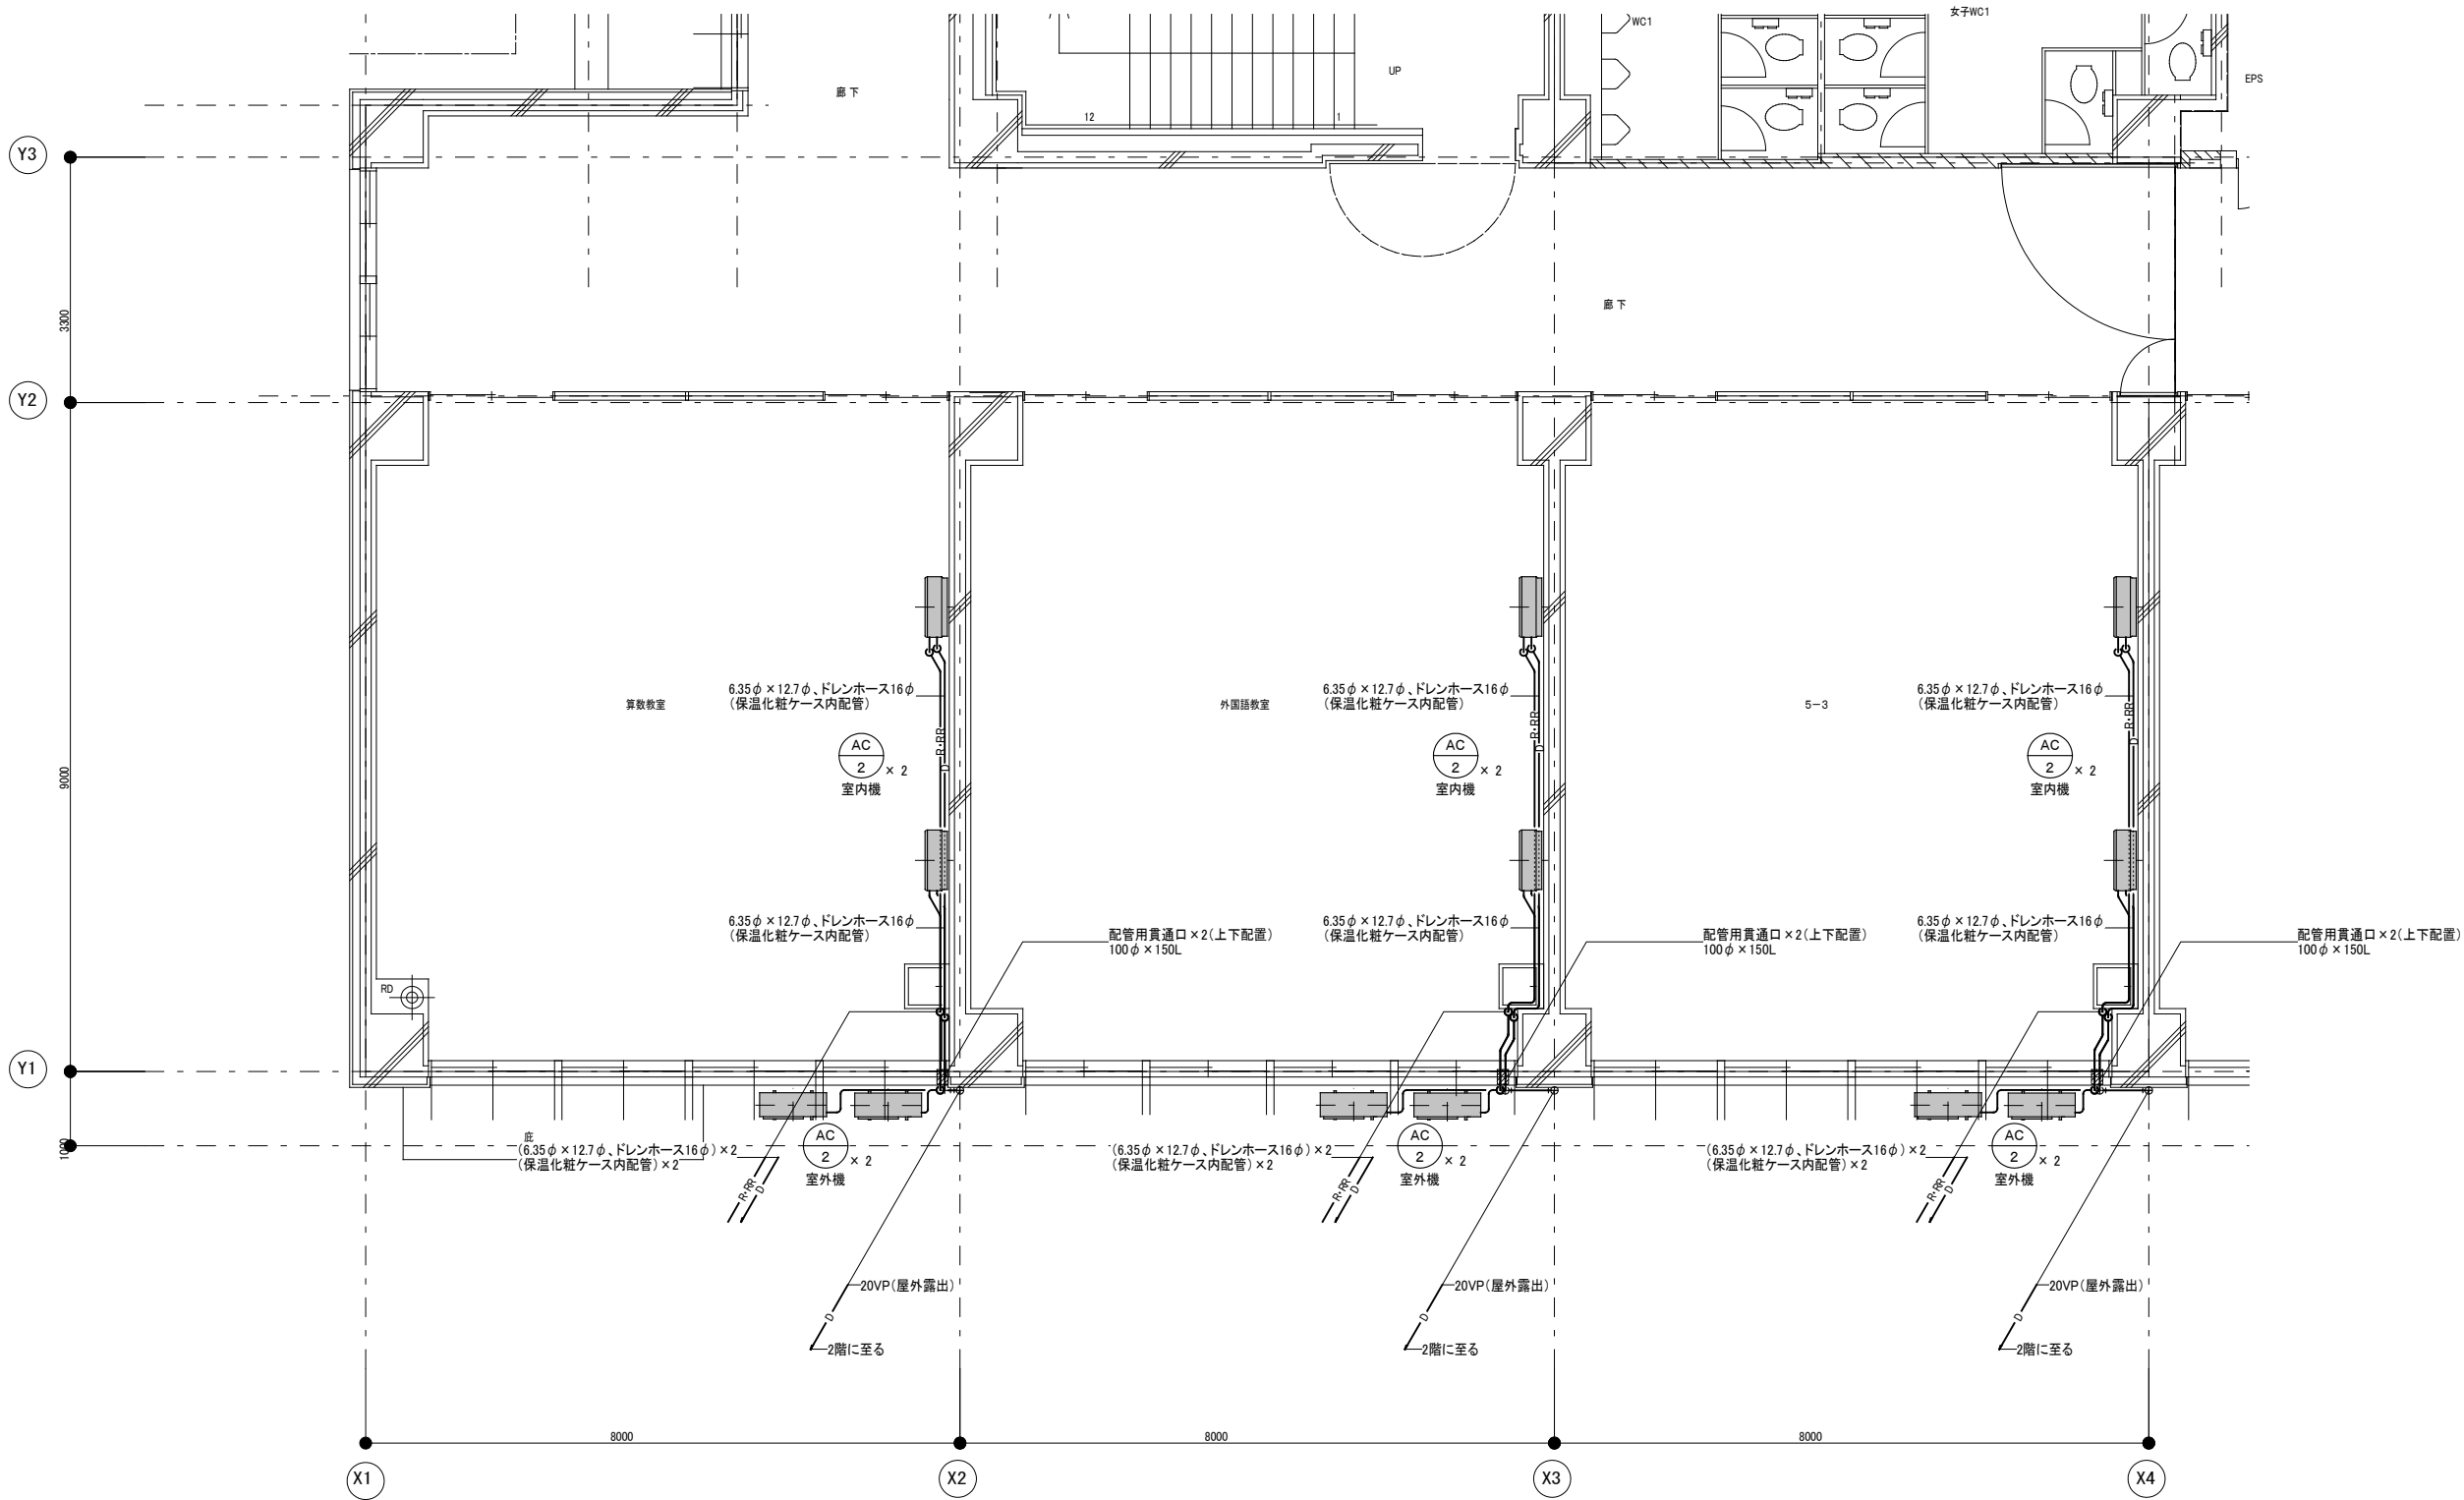 女子WC1
WC1
UP
EPS
廊 下
12
1
Y3
3300
廊 下
Y2
6.35φ×12.7φ、ドレンホース16φ
(保温化粧ケース内配管)
6.35φ×12.7φ、ドレンホース16φ
(保温化粧ケース内配管)
6.35φ×12.7φ、ドレンホース16φ
(保温化粧ケース内配管)
算数教室
外国語教室
5−3
R・RR
D
R・RR
D
R・RR
D
AC
2
× 2
室内機
AC
2
× 2
室内機
AC
2
× 2
室内機
9000
6.35φ×12.7φ、ドレンホース16φ
(保温化粧ケース内配管)
6.35φ×12.7φ、ドレンホース16φ
(保温化粧ケース内配管)
6.35φ×12.7φ、ドレンホース16φ
(保温化粧ケース内配管)
配管用貫通口×2(上下配置)
100φ×150L
配管用貫通口×2(上下配置)
100φ×150L
配管用貫通口×2(上下配置)
100φ×150L
RD
Y1
1000
庇
(6.35φ×12.7φ、ドレンホース16φ)×2
(保温化粧ケース内配管)×2
(6.35φ×12.7φ、ドレンホース16φ)×2
(保温化粧ケース内配管)×2
(6.35φ×12.7φ、ドレンホース16φ)×2
(保温化粧ケース内配管)×2
AC
2
× 2
室外機
AC
2
× 2
室外機
AC
2
× 2
室外機
R・RR
D
R・RR
D
R・RR
D
20VP(屋外露出)
20VP(屋外露出)
20VP(屋外露出)
D
D
D
2階に至る
2階に至る
2階に至る
8000
8000
8000
X1
X2
X3
X4